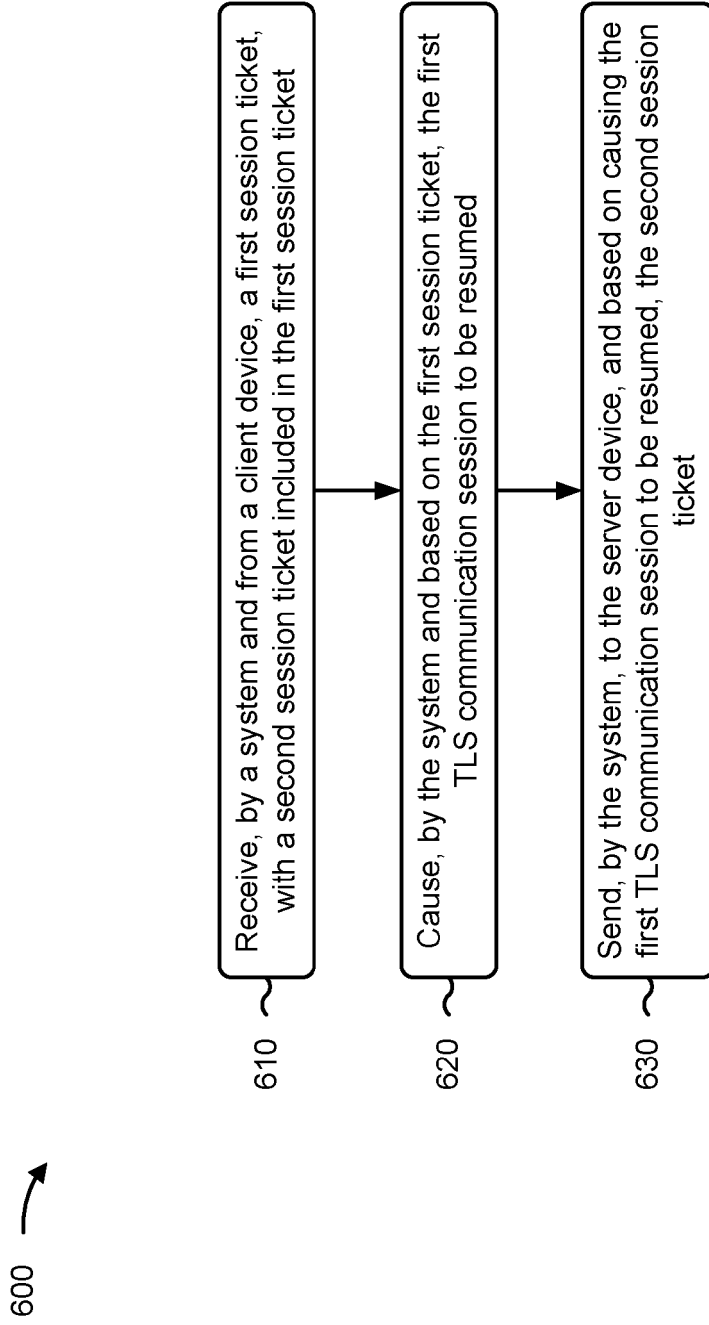 600
610
Receive, by a system and from a client device, a first session ticket,
with a second session ticket included in the first session ticket
620
Cause, by the system and based on the first session ticket, the first
TLS communication session to be resumed
630
Send, by the system, to the server device, and based on causing the
first TLS communication session to be resumed, the second session
ticket